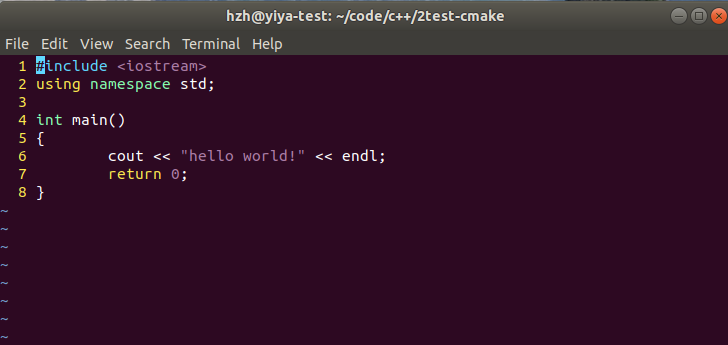 hzh@yiya-test: ~/code/c++/2test-cmake
File Edit View Search Terminal Help
1 #include <iostream>
2 using namespace std;
3
4 int main()
5 {
6         cout << "hello world!" << endl;
7         return 0;
8 }
~
~
~
~
~
~
~
~